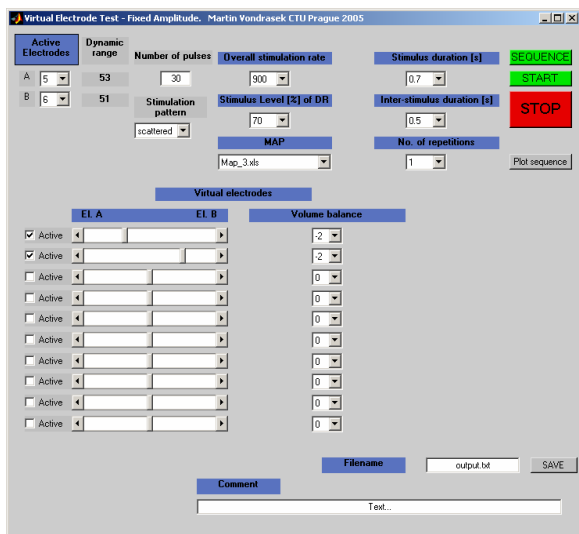 Virtual Electrode Test - Fixed Amplitude. Martin Vondrasek CTU Prague 2005
Active Electrodes
Dynamic range
Number of pulses
Overall stimulation rate
Stimulus duration [s]
SEQUENCE
A 5 53
30
900
0.7
START
B 6 51
Stimulation pattern
Stimulus Level [%] of DR
Inter-stimulus duration [s]
STOP
scattered
70
0.5
MAP
No. of repetitions
Map_3.xls
1
Plot sequence
Virtual electrodes
El. A El. B
Volume balance
Active -2
Active -2
Active 0
Active 0
Active 0
Active 0
Active 0
Active 0
Active 0
Active 0
Filename
output.txt
SAVE
Comment
Text...